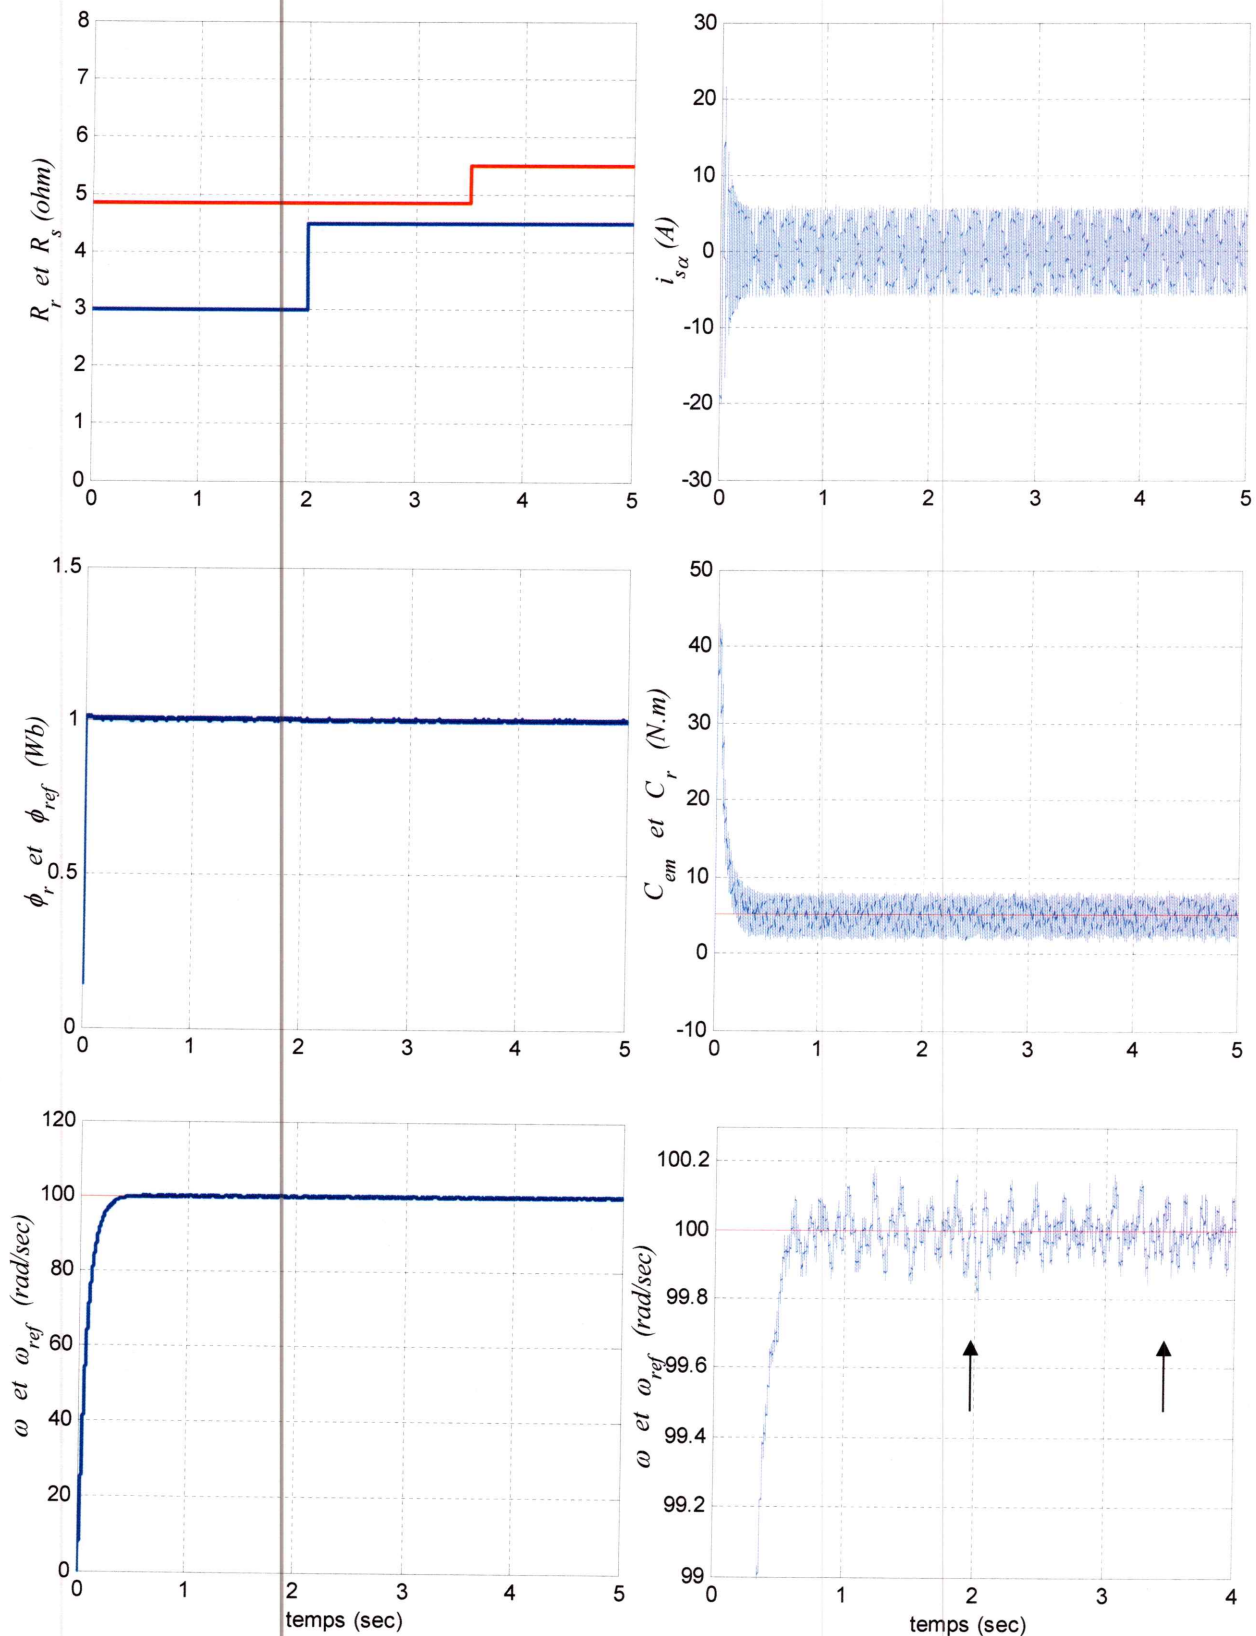 8
7
6
5
4
3
2
1
0
R_r et R_s (ohm)
0 1 2 3 4 5
30
20
10
0
-10
-20
-30
i_sα (A)
0 1 2 3 4 5
1.5
1
0.5
0
ϕ_r et ϕ_ref (Wb)
0 1 2 3 4 5
50
40
30
20
10
0
-10
C_em et C_r (N.m)
0 1 2 3 4 5
120
100
80
60
40
20
0
ω et ω_ref (rad/sec)
0 1 2 3 4 5
temps (sec)
100.2
100
99.8
99.6
99.4
99.2
99
ω et ω_ref (rad/sec)
0 1 2 3 4
temps (sec)